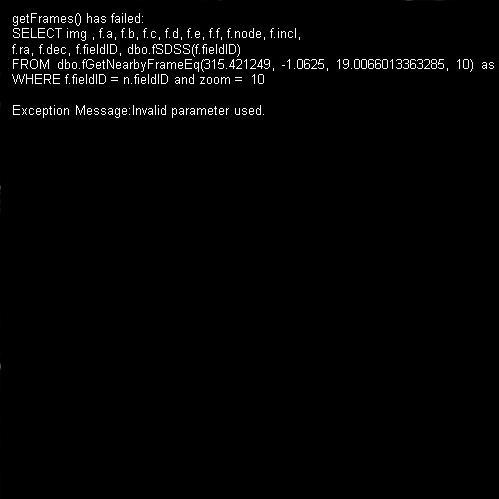 getFrames() has failed:
SELECT img , f.a, f.b, f.c, f.d, f.e, f.f, f.node, f.incl,
f.ra, f.dec, f.fieldID, dbo.fSDSS(f.fieldID)
FROM dbo.fGetNearbyFrameEq(315.421249, -1.0625, 19.0066013363285, 10) as
WHERE f.fieldID = n.fieldID and zoom = 10
Exception Message:Invalid parameter used.